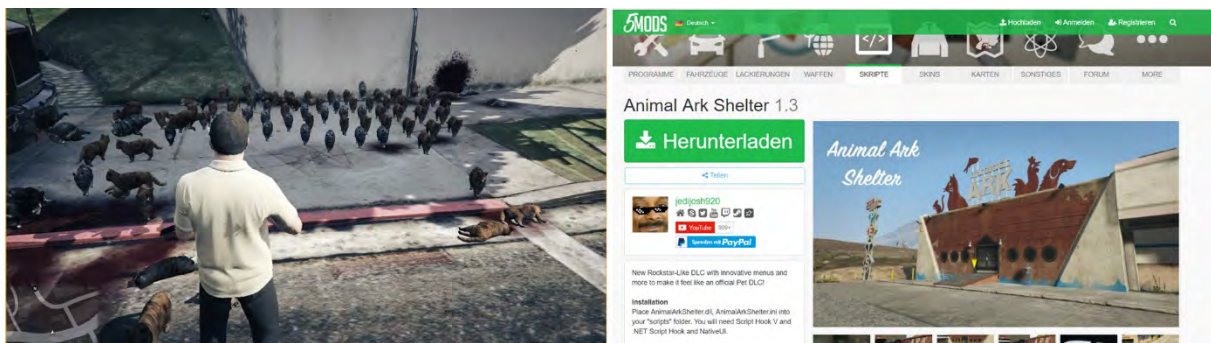 5MODS
Deutsch
Hochladen
Anmelden
Registrieren
PROGRAMME
FAHRZEUGE
LACKIERUNGEN
WAFFEN
SKRIPTE
SKINS
KARTEN
SONSTIGES
FORUM
MORE
Animal Ark Shelter 1.3
Herunterladen
Teilen
jedijosh920
YouTube 999+
Spenden mit PayPal
New Rockstar-Like DLC with innovative menus and
more to make it feel like an official Pet DLC!
Installation
Place AnimalArkShelter.dll, AnimalArkShelter.ini into
your "scripts" folder. You will need Script Hook V and
.NET Script Hook and NativeUI.
Animal Ark
Shelter
ARK